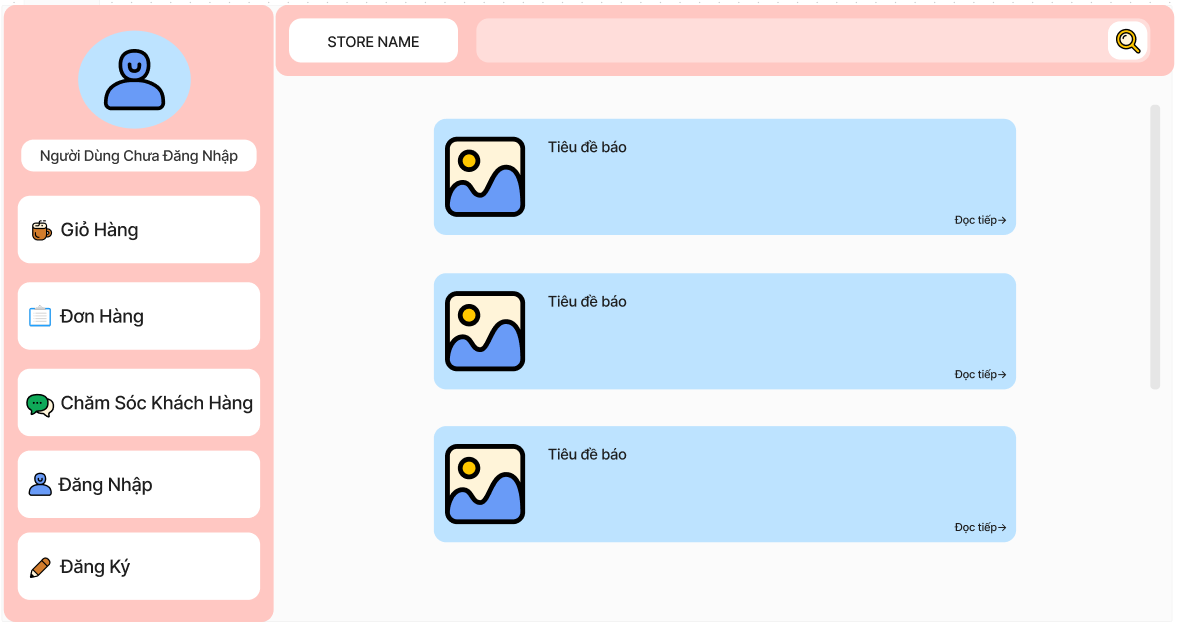 Người Dùng Chưa Đăng Nhập
Giỏ Hàng
Đơn Hàng
Chăm Sóc Khách Hàng
Đăng Nhập
Đăng Ký
STORE NAME
Tiêu đề báo
Đọc tiếp→
Tiêu đề báo
Đọc tiếp→
Tiêu đề báo
Đọc tiếp→